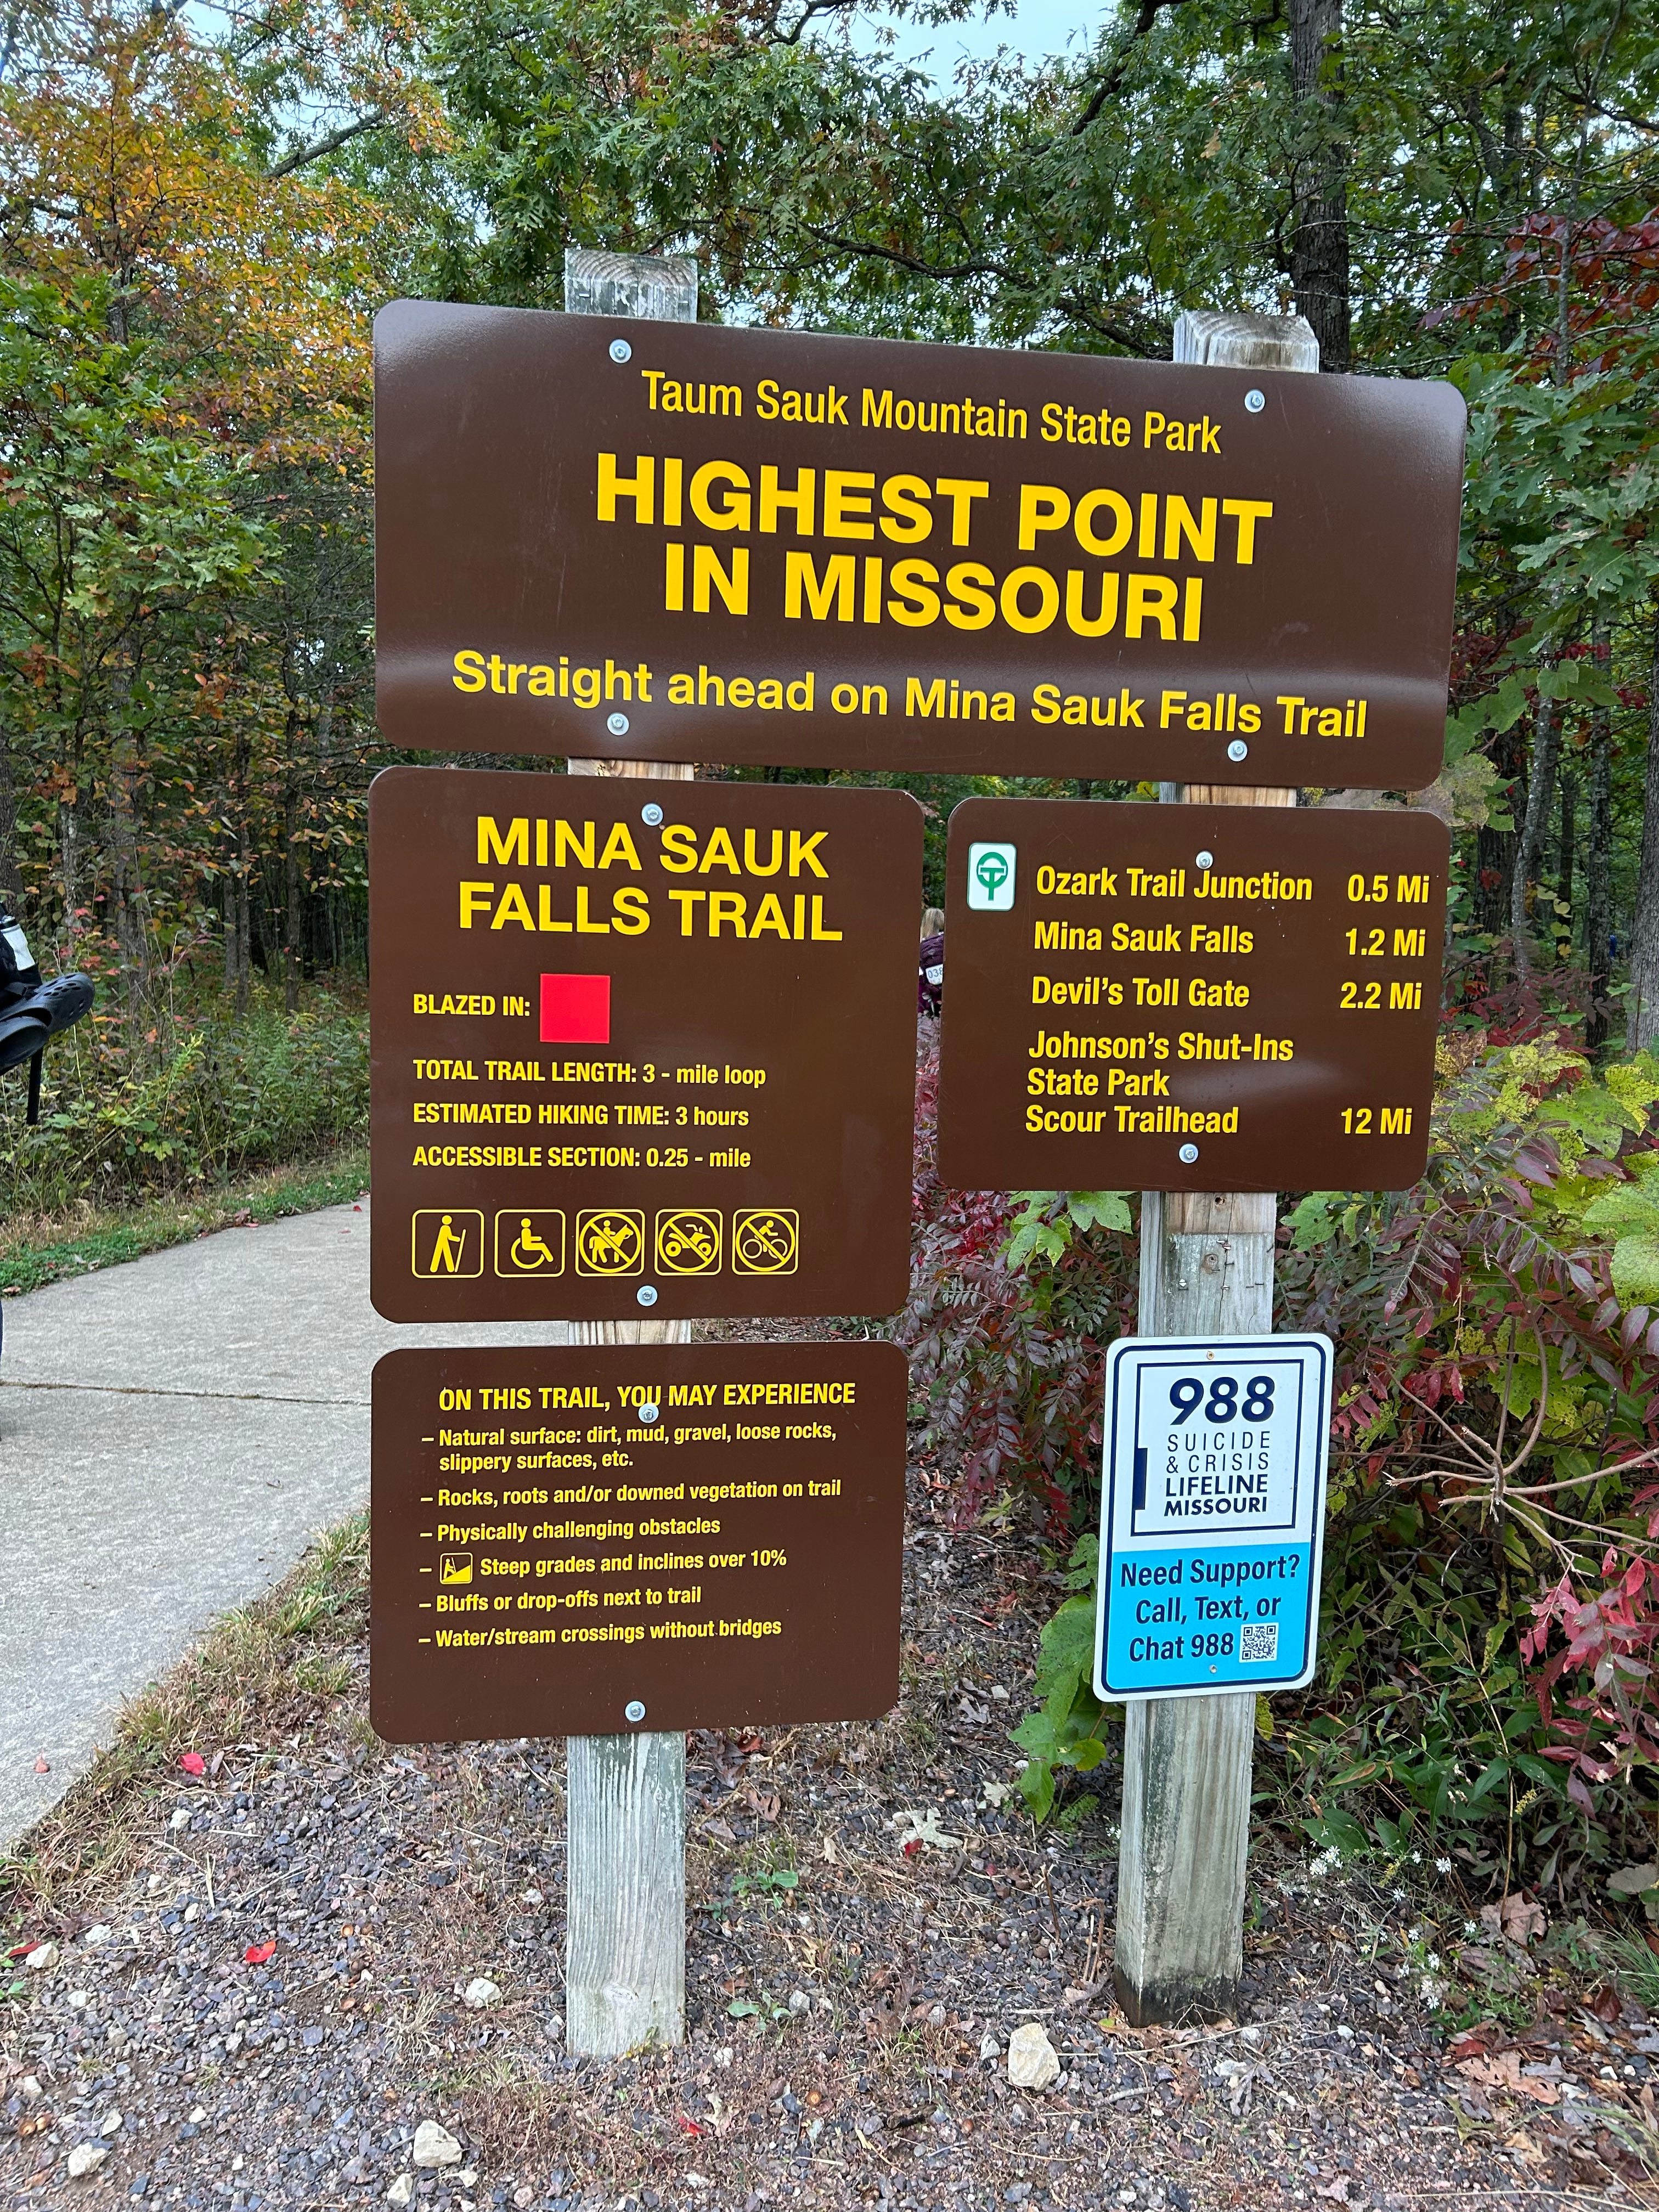 Taum Sauk Mountain State Park
HIGHEST POINT
IN MISSOURI
Straight ahead on Mina Sauk Falls Trail
MINA SAUK
FALLS TRAIL
BLAZED IN:
TOTAL TRAIL LENGTH: 3 - mile loop
ESTIMATED HIKING TIME: 3 hours
ACCESSIBLE SECTION: 0.25 - mile
Ozark Trail Junction 0.5 Mi
Mina Sauk Falls 1.2 Mi
Devil's Toll Gate 2.2 Mi
Johnson's Shut-Ins
State Park
Scour Trailhead 12 Mi
ON THIS TRAIL, YOU MAY EXPERIENCE
– Natural surface: dirt, mud, gravel, loose rocks,
slippery surfaces, etc.
– Rocks, roots and/or downed vegetation on trail
– Physically challenging obstacles
– Steep grades and inclines over 10%
– Bluffs or drop-offs next to trail
– Water/stream crossings without bridges
988
SUICIDE
& CRISIS
LIFELINE
MISSOURI
Need Support?
Call, Text, or
Chat 988